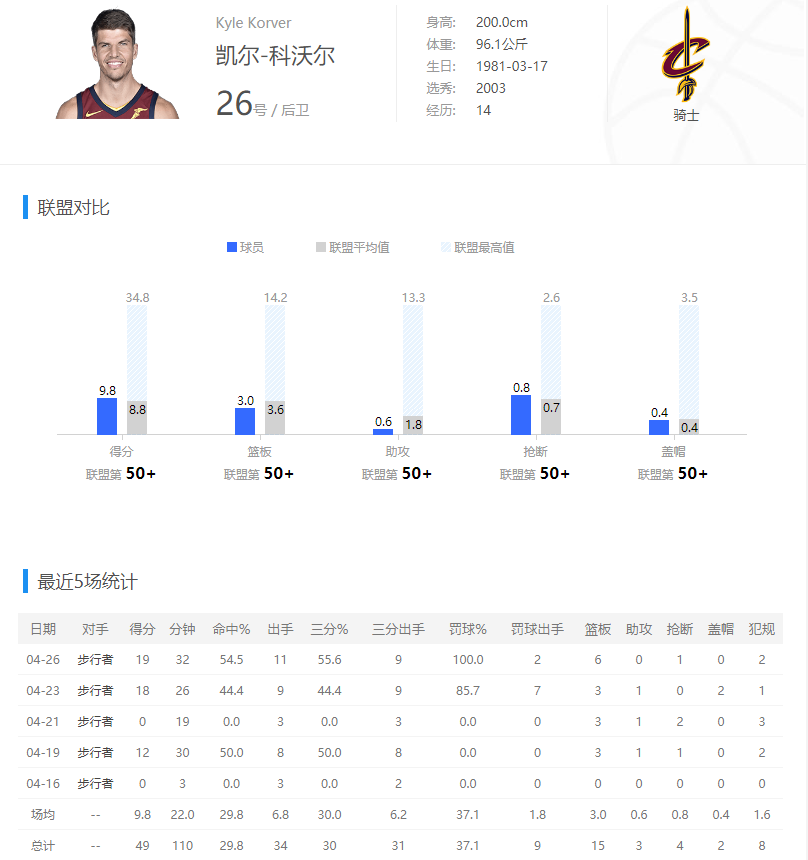 Kyle Korver
凯尔-科沃尔
26号 / 后卫
身高: 200.0cm
体重: 96.1公斤
生日: 1981-03-17
选秀: 2003
经历: 14
骑士
联盟对比
球员 联盟平均值 联盟最高值
34.8 14.2 13.3 2.6 3.5
9.8 8.8 3.0 3.6 0.6 1.8 0.8 0.7 0.4 0.4
得分 篮板 助攻 抢断 盖帽
联盟第 50+ 联盟第 50+ 联盟第 50+ 联盟第 50+ 联盟第 50+
最近5场统计
日期 对手 得分 分钟 命中% 出手 三分% 三分出手 罚球% 罚球出手 篮板 助攻 抢断 盖帽 犯规
04-26 步行者 19 32 54.5 11 55.6 9 100.0 2 6 0 1 0 2
04-23 步行者 18 26 44.4 9 44.4 9 85.7 7 3 1 0 2 1
04-21 步行者 0 19 0.0 3 0.0 3 0.0 0 3 1 2 0 3
04-19 步行者 12 30 50.0 8 50.0 8 0.0 0 3 1 1 0 2
04-16 步行者 0 3 0.0 3 0.0 2 0.0 0 0 0 0 0 0
场均 -- 9.8 22.0 29.8 6.8 30.0 6.2 37.1 1.8 3.0 0.6 0.8 0.4 1.6
总计 -- 49 110 29.8 34 30 31 37.1 9 15 3 4 2 8